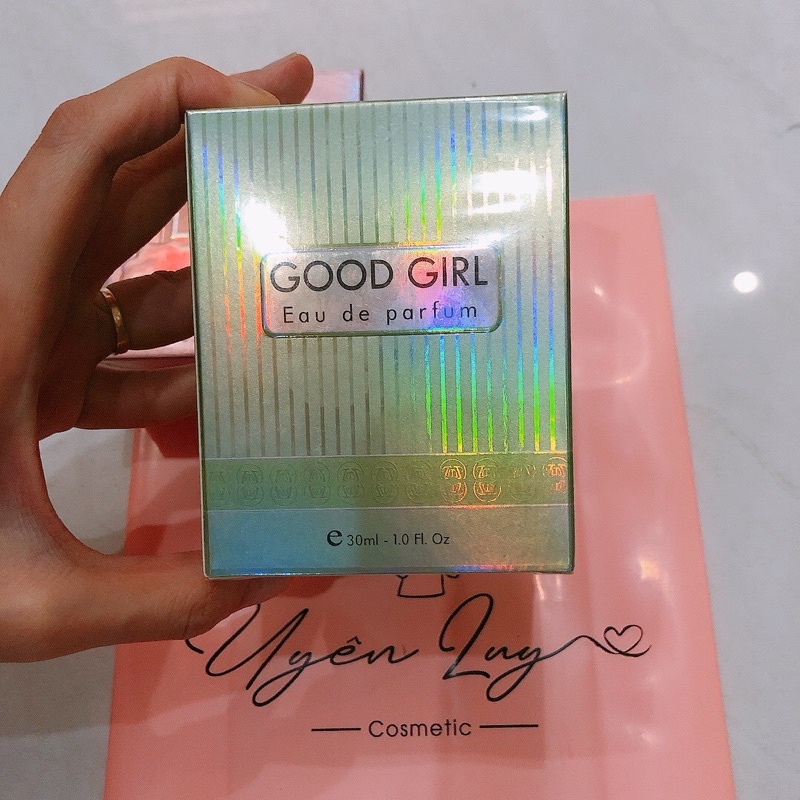 GOOD GIRL
Eau de parfum
e 30ml - 1.0 Fl. Oz
Uyên Luy
Cosmetic